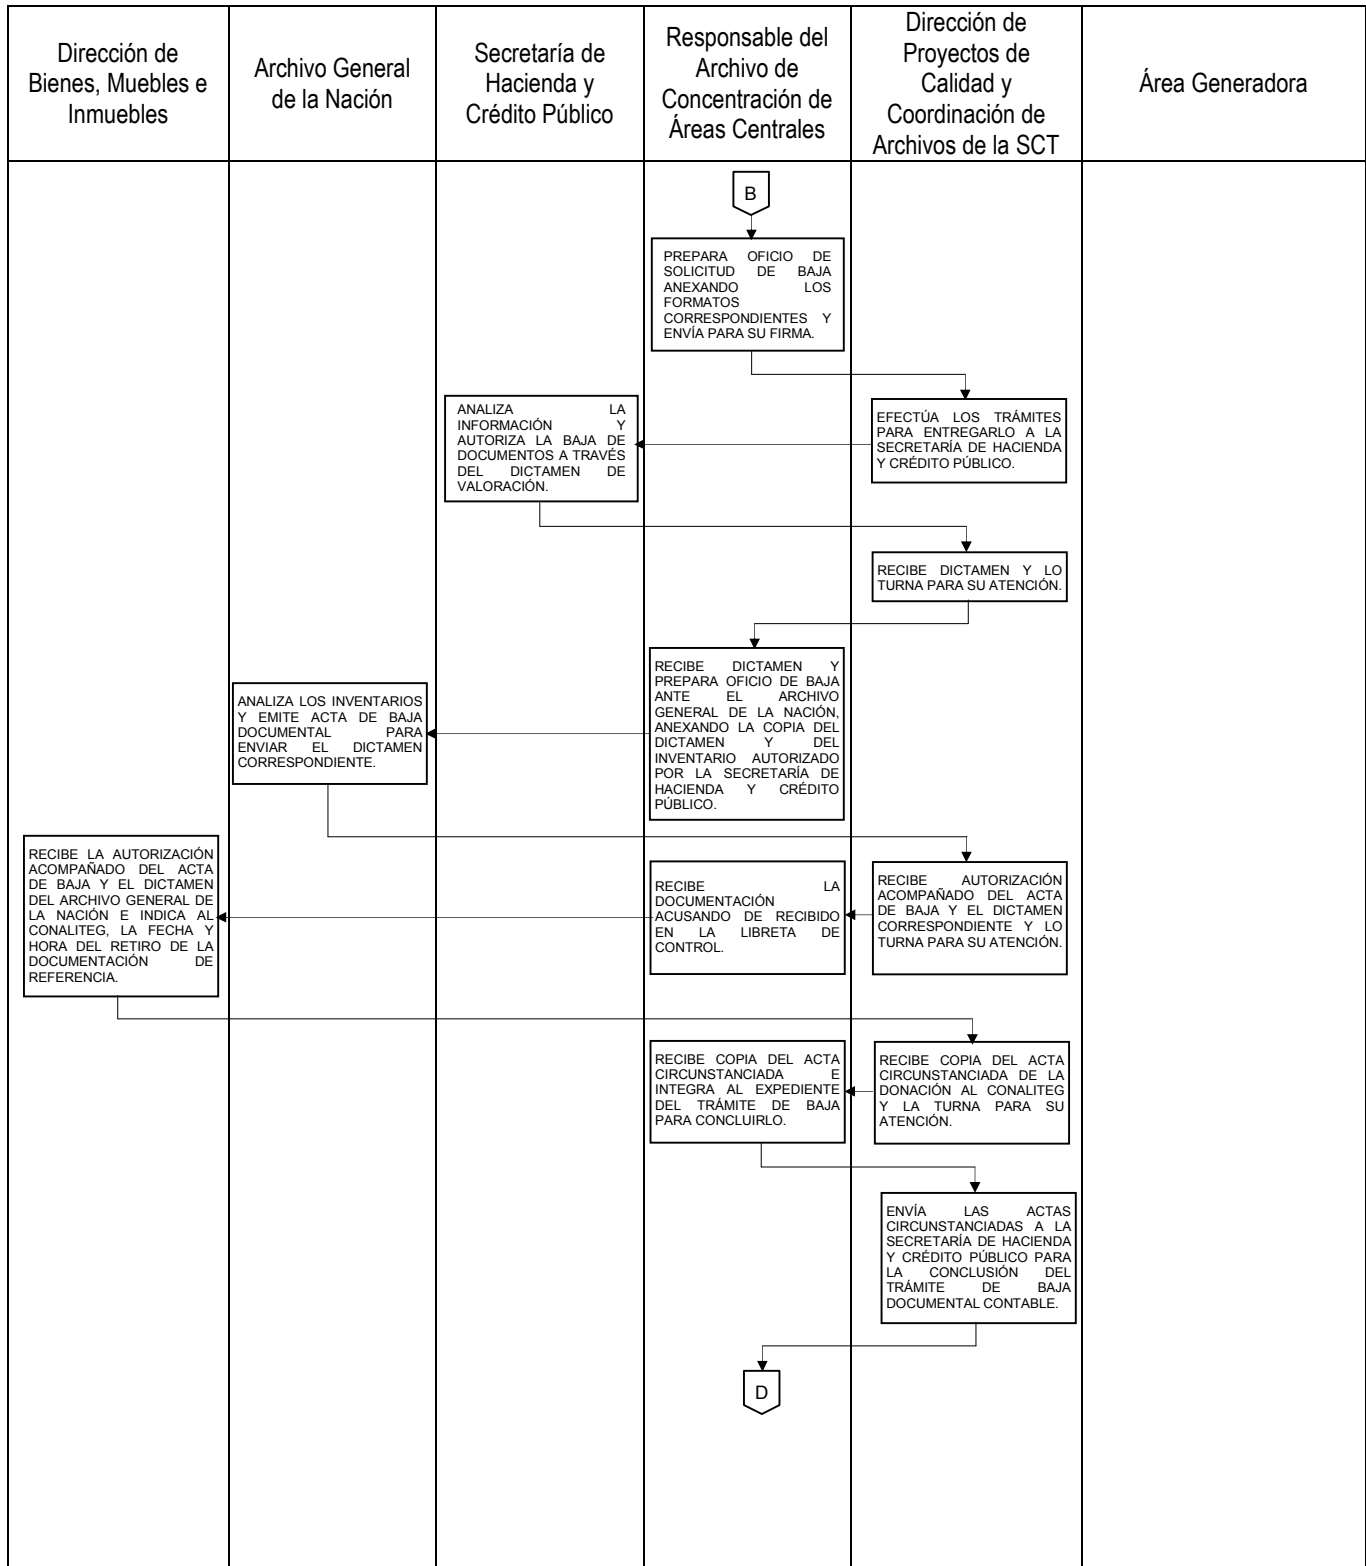 Dirección de
Bienes, Muebles e
Inmuebles
Archivo General
de la Nación
Secretaría de
Hacienda y
Crédito Público
Responsable del
Archivo de
Concentración de
Áreas Centrales
Dirección de
Proyectos de
Calidad y
Coordinación de
Archivos de la SCT
Área Generadora
B
PREPARA OFICIO DE
SOLICITUD DE BAJA
ANEXANDO LOS
FORMATOS
CORRESPONDIENTES Y
ENVÍA PARA SU FIRMA.
EFECTÚA LOS TRÁMITES
PARA ENTREGARLO A LA
SECRETARÍA DE HACIENDA
Y CRÉDITO PÚBLICO.
ANALIZA LA
INFORMACIÓN Y
AUTORIZA LA BAJA DE
DOCUMENTOS A TRAVÉS
DEL DICTAMEN DE
VALORACIÓN.
RECIBE DICTAMEN Y LO
TURNA PARA SU ATENCIÓN.
RECIBE DICTAMEN Y
PREPARA OFICIO DE BAJA
ANTE EL ARCHIVO
GENERAL DE LA NACIÓN,
ANEXANDO LA COPIA DEL
DICTAMEN Y DEL
INVENTARIO AUTORIZADO
POR LA SECRETARÍA DE
HACIENDA Y CRÉDITO
PÚBLICO.
ANALIZA LOS INVENTARIOS
Y EMITE ACTA DE BAJA
DOCUMENTAL PARA
ENVIAR EL DICTAMEN
CORRESPONDIENTE.
RECIBE AUTORIZACIÓN
ACOMPAÑADO DEL ACTA
DE BAJA Y EL DICTAMEN
CORRESPONDIENTE Y LO
TURNA PARA SU ATENCIÓN.
RECIBE LA
DOCUMENTACIÓN
ACUSANDO DE RECIBIDO
EN LA LIBRETA DE
CONTROL.
RECIBE LA AUTORIZACIÓN
ACOMPAÑADO DEL ACTA
DE BAJA Y EL DICTAMEN
DEL ARCHIVO GENERAL DE
LA NACIÓN E INDICA AL
CONALITEG, LA FECHA Y
HORA DEL RETIRO DE LA
DOCUMENTACIÓN DE
REFERENCIA.
RECIBE COPIA DEL ACTA
CIRCUNSTANCIADA DE LA
DONACIÓN AL CONALITEG
Y LA TURNA PARA SU
ATENCIÓN.
RECIBE COPIA DEL ACTA
CIRCUNSTANCIADA E
INTEGRA AL EXPEDIENTE
DEL TRÁMITE DE BAJA
PARA CONCLUIRLO.
ENVÍA LAS ACTAS
CIRCUNSTANCIADAS A LA
SECRETARÍA DE HACIENDA
Y CRÉDITO PÚBLICO PARA
LA CONCLUSIÓN DEL
TRÁMITE DE BAJA
DOCUMENTAL CONTABLE.
D